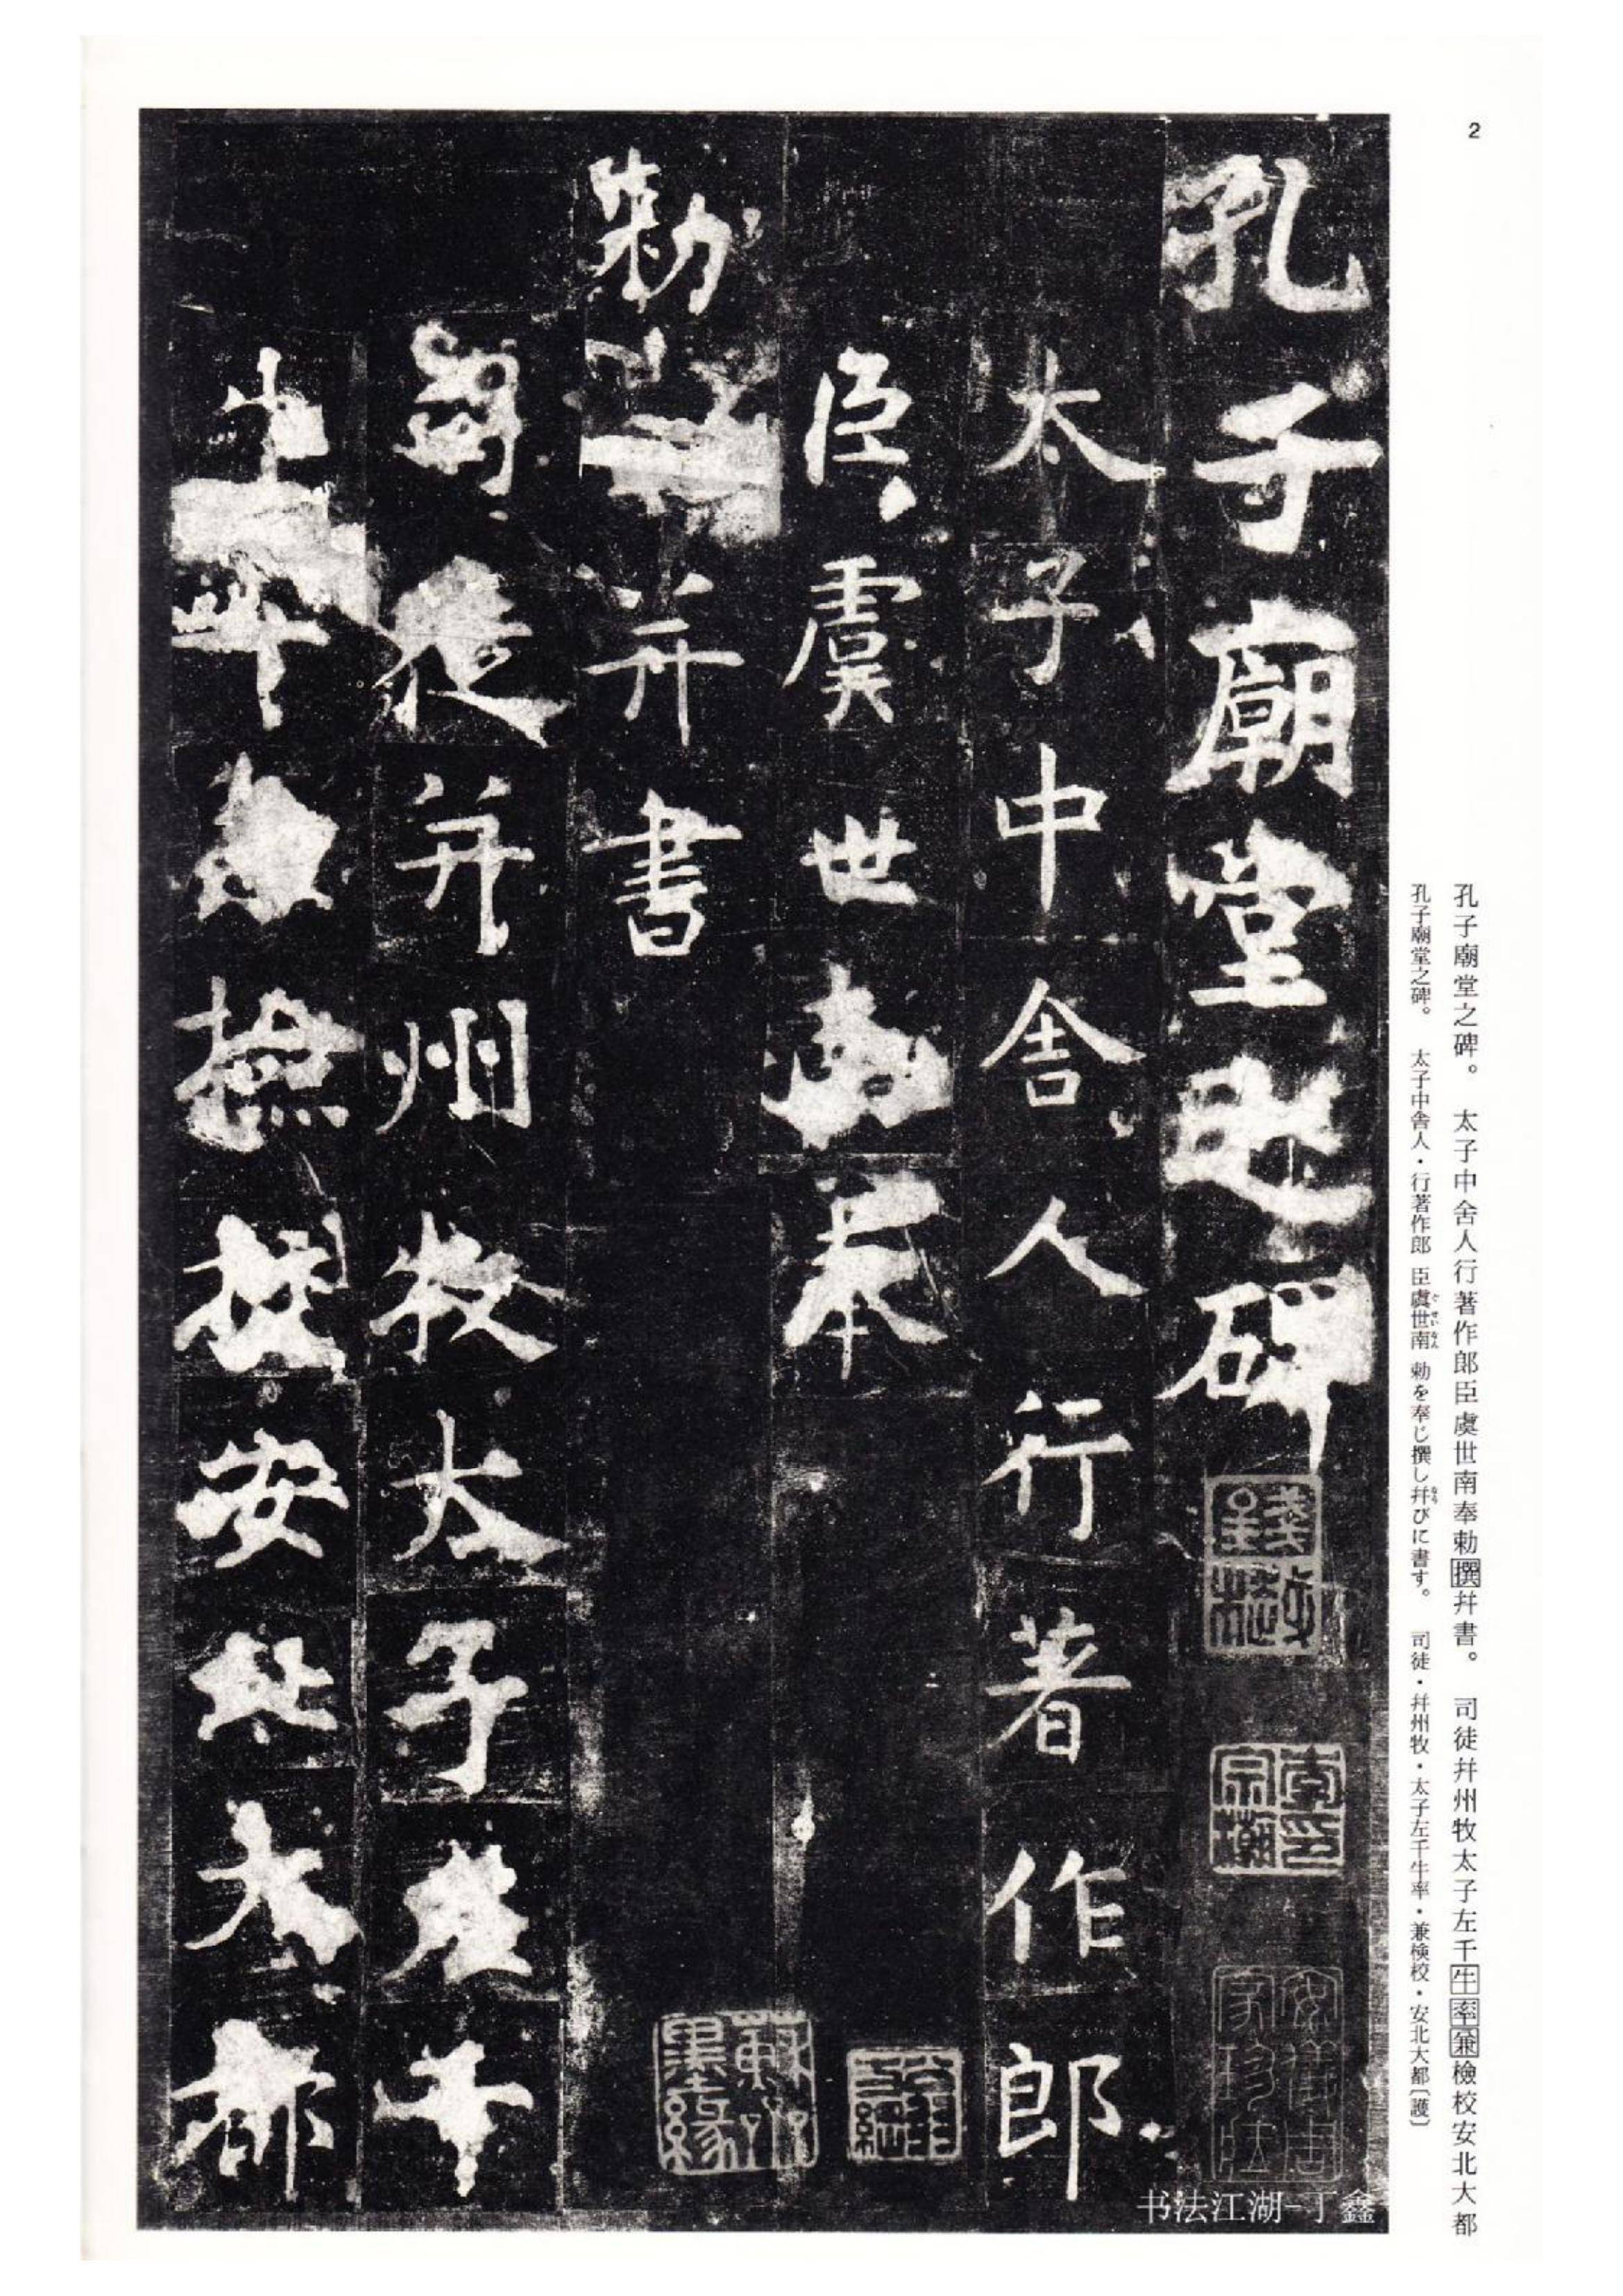 2
孔子廟堂之碑
太子中舍人行著作郎
臣虞世南奉
勅
并書
司徒并州牧太子左千
安北大都
孔子廟堂之碑。 太子中舍人行著作郎臣虞世南奉勅撰幷書。 司徒幷州牧太子左千牛率兼檢校安北大都
孔子廟堂之碑。 太子中舍人・行著作郎 臣虞世南 勅を奉じ撰し幷びに書す。 司徒・幷州牧・太子左千牛率・兼検校・安北大都〔護〕
书法江湖-丁鑫